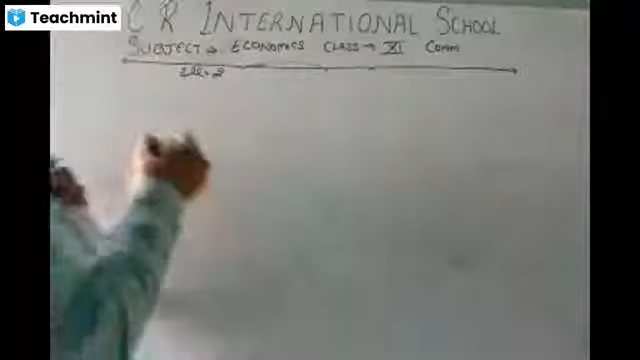 Teachmint
C R INTERNATIONAL SCHOOL
SUBJECT → ECONOMICS CLASS → XI COMM